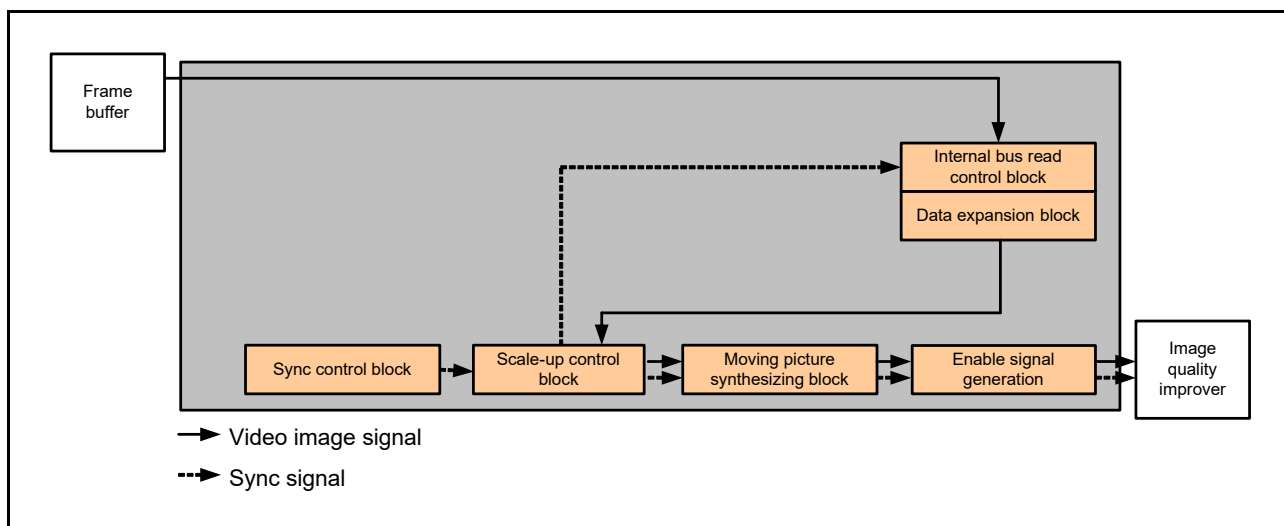 Frame
buffer
Internal bus read
control block
Data expansion block
Sync control block
Scale-up control
block
Moving picture
synthesizing block
Enable signal
generation
Image
quality
improver
Video image signal
Sync signal